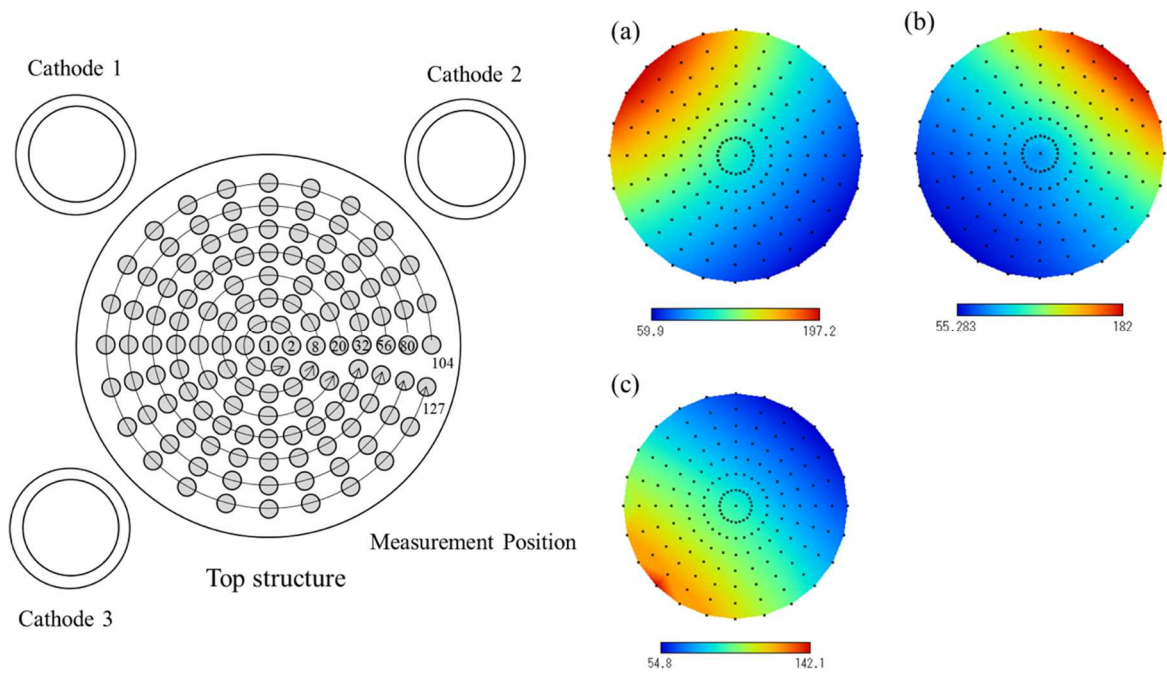 Cathode 1
Cathode 2
1 2 8 20 32 56 80
104
127
Measurement Position
Top structure
Cathode 3
(a)
59.9 197.2
(b)
55.283 182
(c)
54.8 142.1